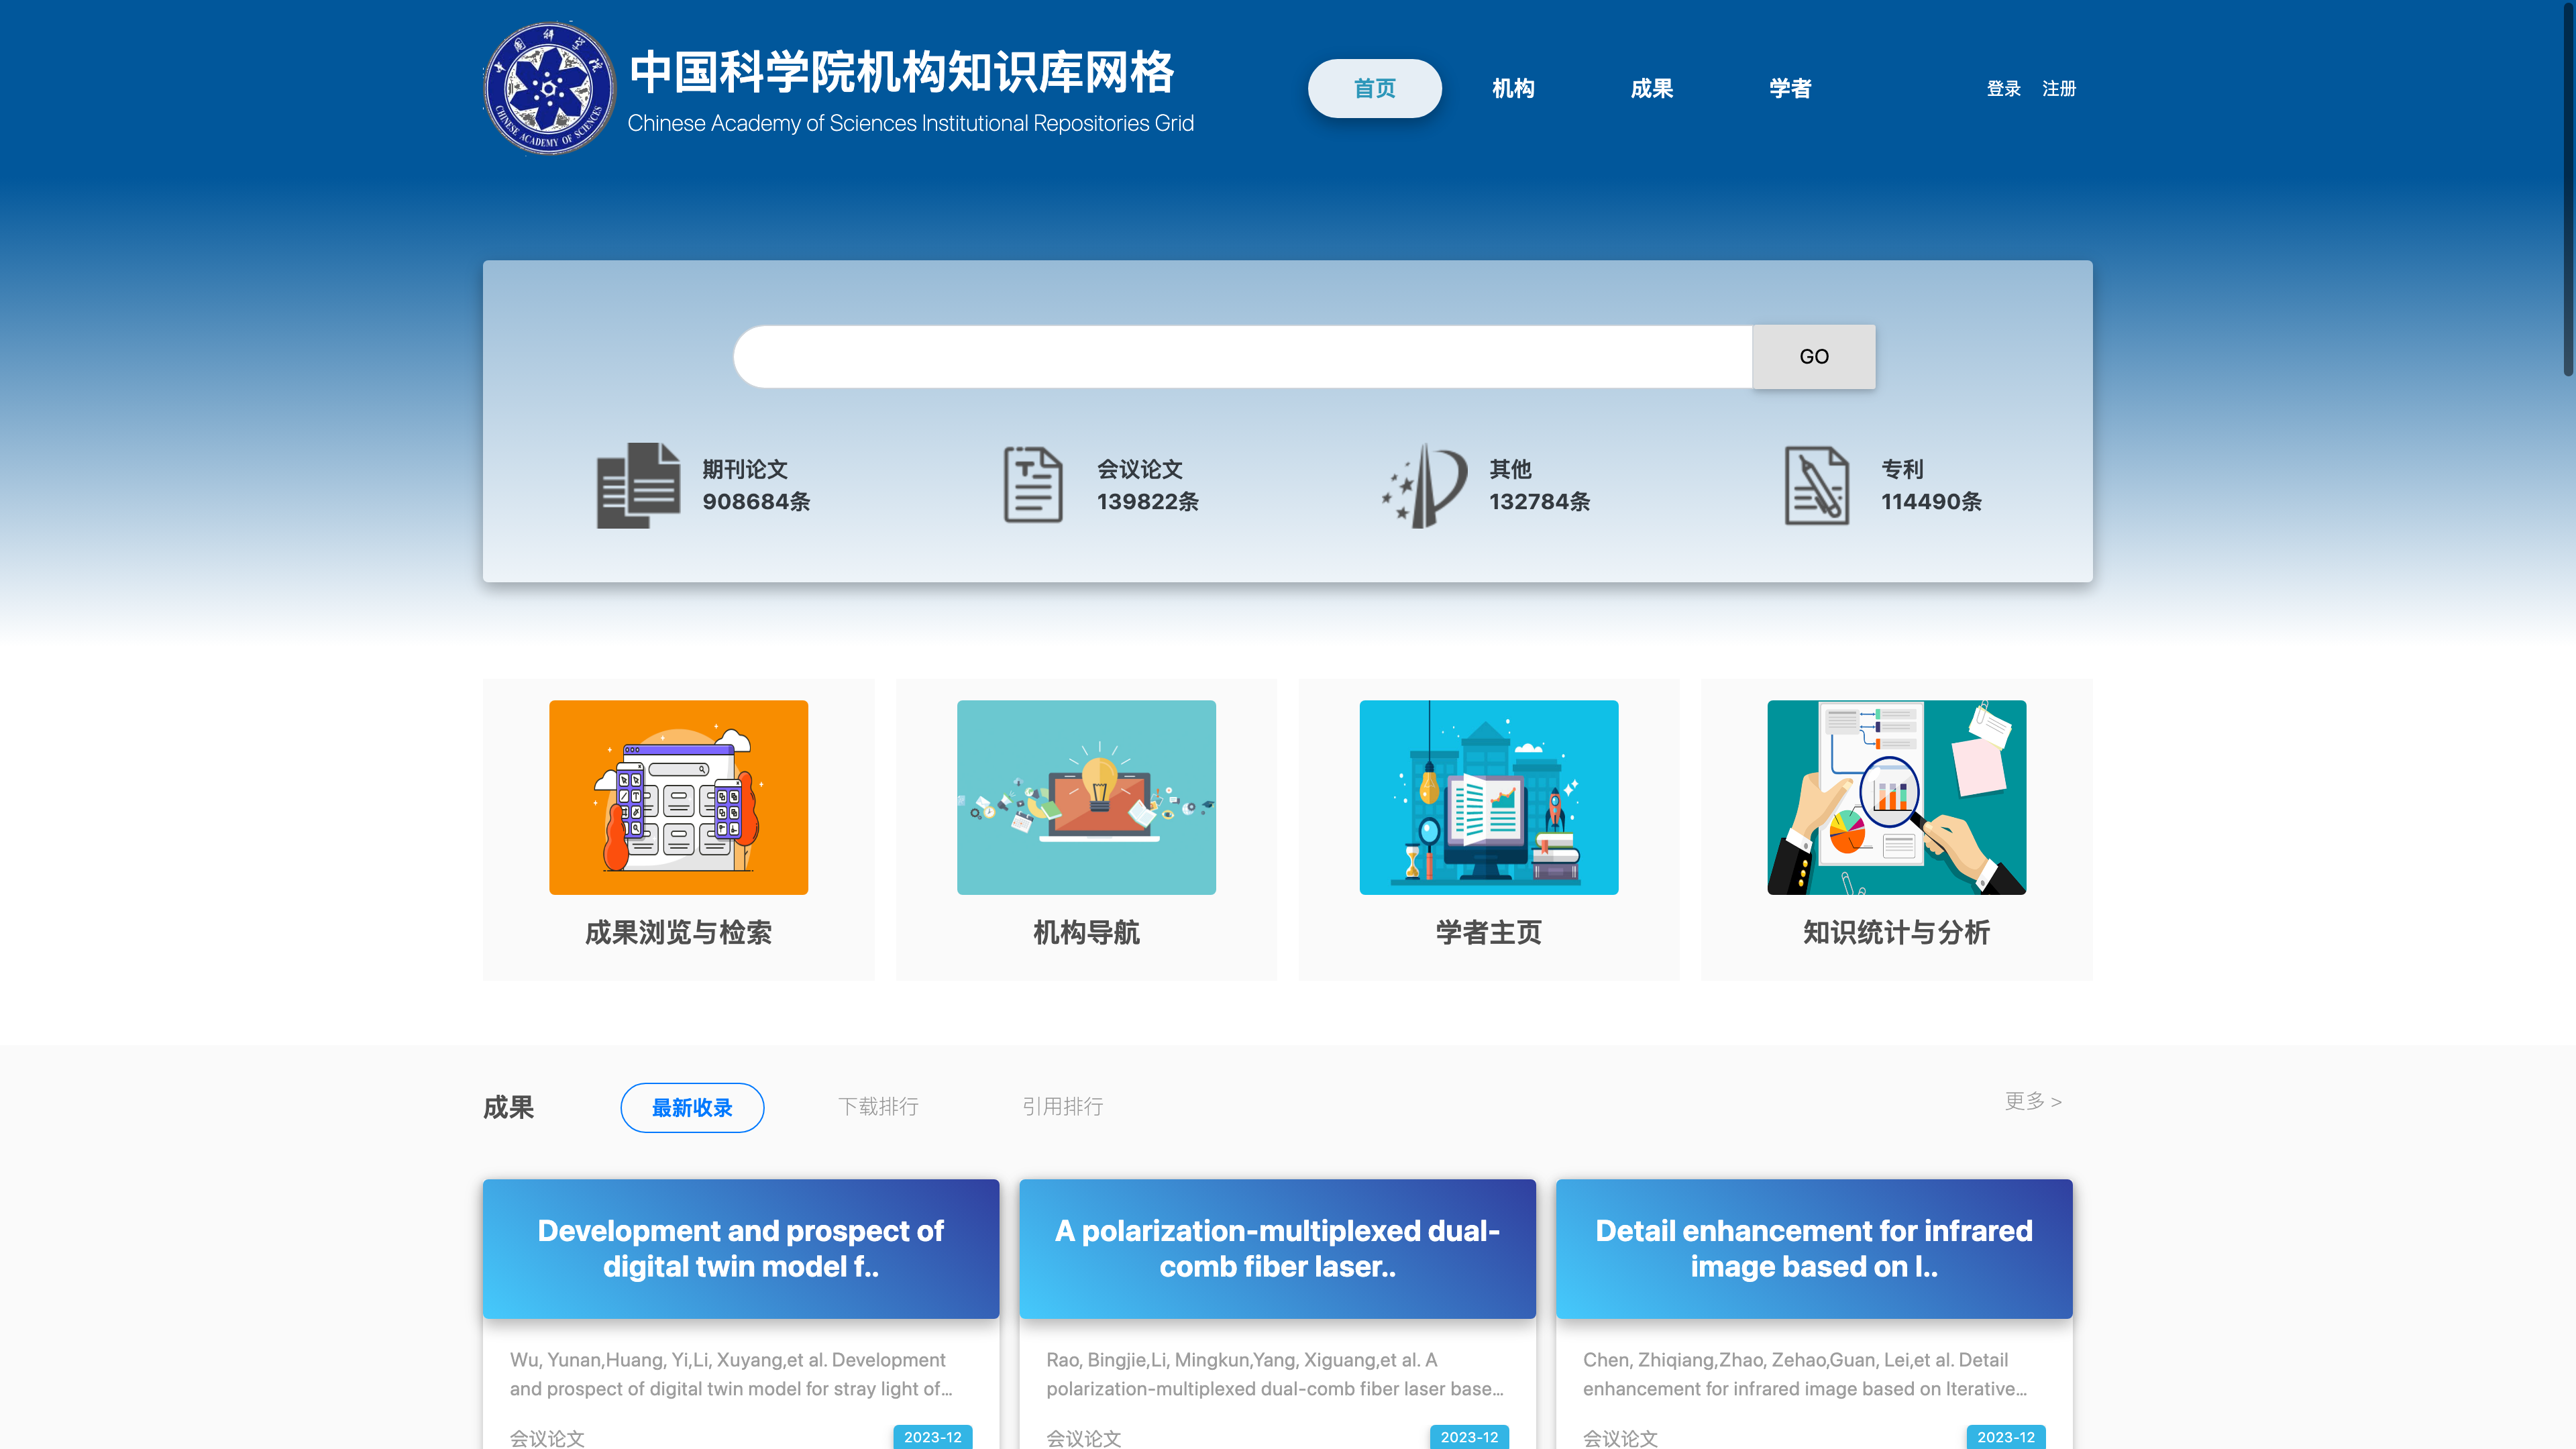 中国科学院
CHINESE ACADEMY OF SCIENCES
中国科学院机构知识库网格
Chinese Academy of Sciences Institutional Repositories Grid
首页
机构
成果
学者
登录
注册
GO
期刊论文
908684条
会议论文
139822条
其他
132784条
专利
114490条
成果浏览与检索
机构导航
学者主页
知识统计与分析
成果
最新收录
下载排行
引用排行
更多 >
Development and prospect of
digital twin model f..
Wu, Yunan,Huang, Yi,Li, Xuyang,et al. Development
and prospect of digital twin model for stray light of...
会议论文
2023-12
A polarization-multiplexed dual-
comb fiber laser..
Rao, Bingjie,Li, Mingkun,Yang, Xiguang,et al. A
polarization-multiplexed dual-comb fiber laser base...
会议论文
2023-12
Detail enhancement for infrared
image based on I..
Chen, Zhiqiang,Zhao, Zehao,Guan, Lei,et al. Detail
enhancement for infrared image based on Iterative...
会议论文
2023-12